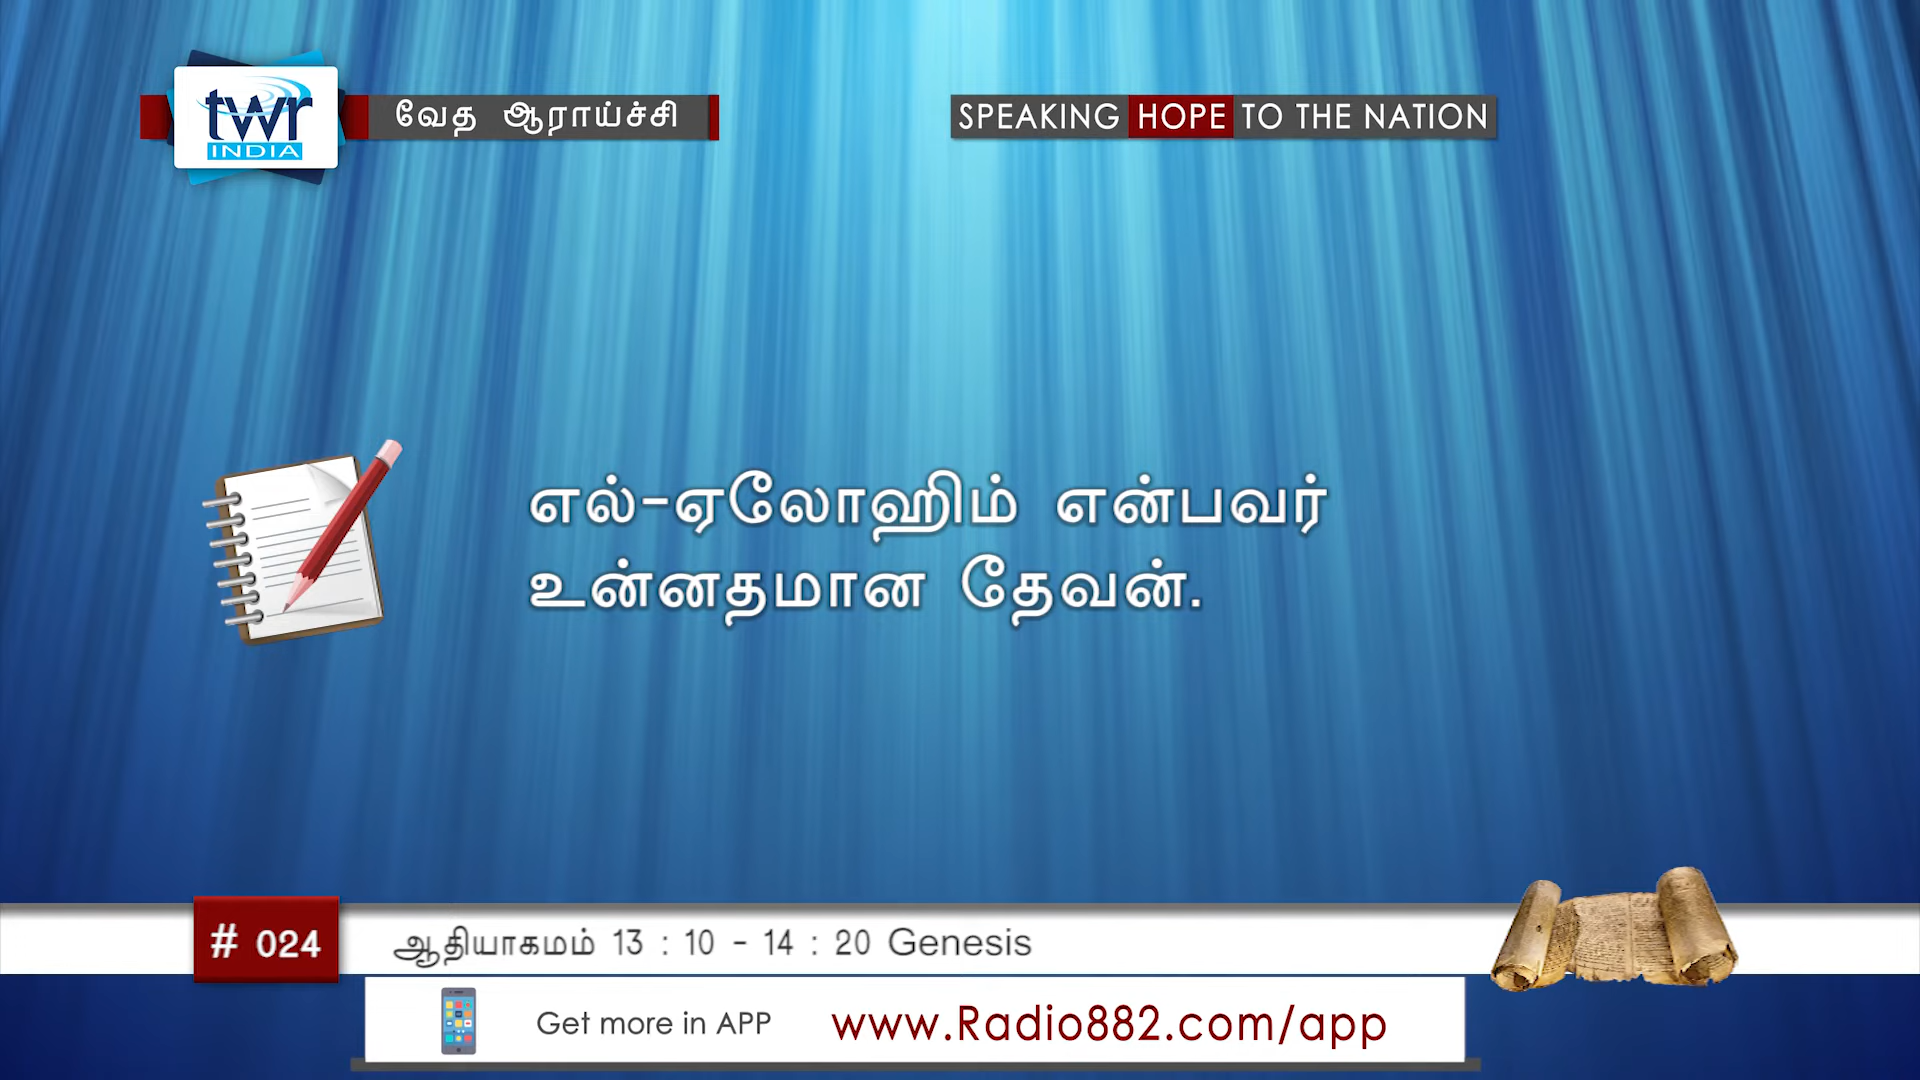 twr
INDIA
வேத ஆராய்ச்சி
SPEAKING HOPE TO THE NATION
எல்-ஏலோஹிம் என்பவர்
உன்னதமான தேவன்.
# 024
ஆதியாகமம் 13 : 10 - 14 : 20 Genesis
Get more in APP www.Radio882.com/app